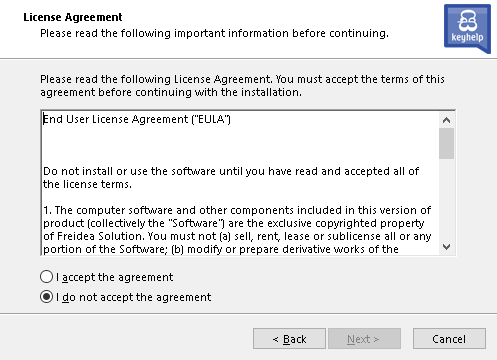 License Agreement
Please read the following important information before continuing.
keyhelp
Please read the following License Agreement. You must accept the terms of this
agreement before continuing with the installation.
End User License Agreement ("EULA")
Do not install or use the software until you have read and accepted all of
the license terms.
1. The computer software and other components included in this version of
product (collectively the "Software") are the exclusive copyrighted property
of Freidea Solution. You must not (a) sell, rent, lease or sublicense all or any
portion of the Software; (b) modify or prepare derivative works of the
I accept the agreement
I do not accept the agreement
< Back
Next >
Cancel